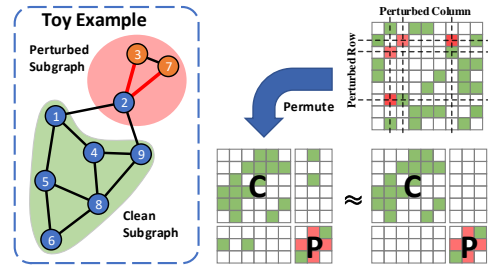 Toy Example
Perturbed
Subgraph
3
7
2
1
4
9
5
8
6
Clean
Subgraph
Perturbed Column
Perturbed Row
Permute
C
P
≈
C
P